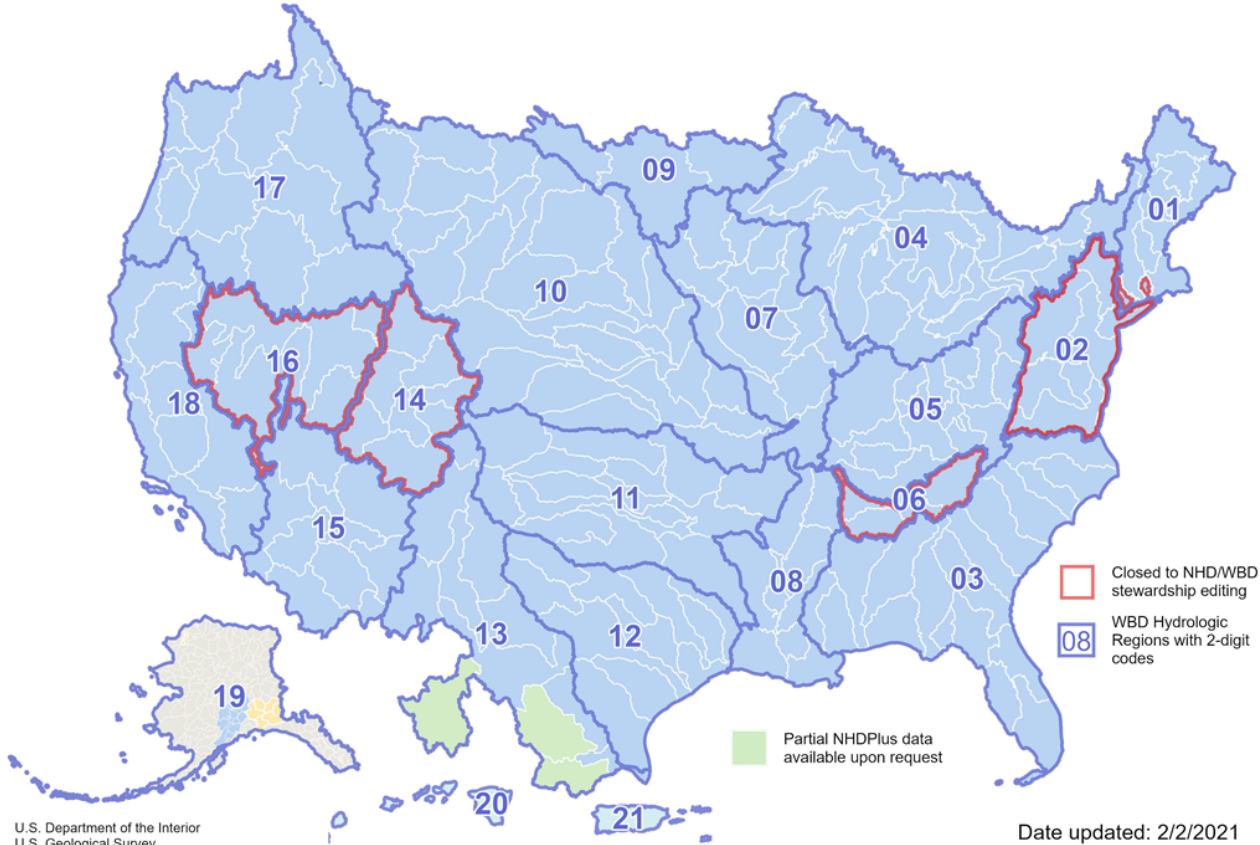 09
17
01
04
10
07
16
02
14
18
05
11
06
15
08
03
Closed to NHD/WBD
stewardship editing
08
WBD Hydrologic
Regions with 2-digit
codes
13
12
19
Partial NHDPlus data
available upon request
20
21
U.S. Department of the Interior
U.S. Geological Survey
Date updated: 2/2/2021